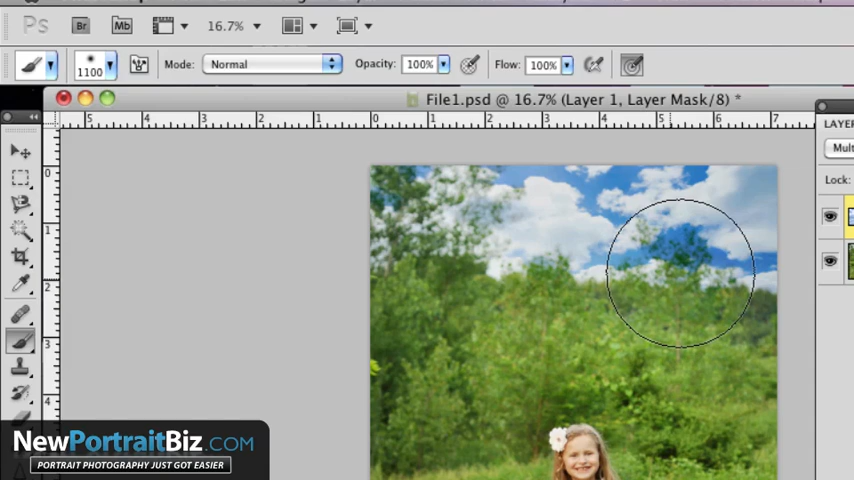 Ps Br Mb 16.7%
1100 Mode: Normal Opacity: 100% Flow: 100%
File1.psd @ 16.7% (Layer 1, Layer Mask/8) *
5 4 3 2 1 0 1 2 3 4 5 6 7
LAYER
Mult
Lock:
0
1
2
3
4
NewPortraitBiz.COM
PORTRAIT PHOTOGRAPHY JUST GOT EASIER